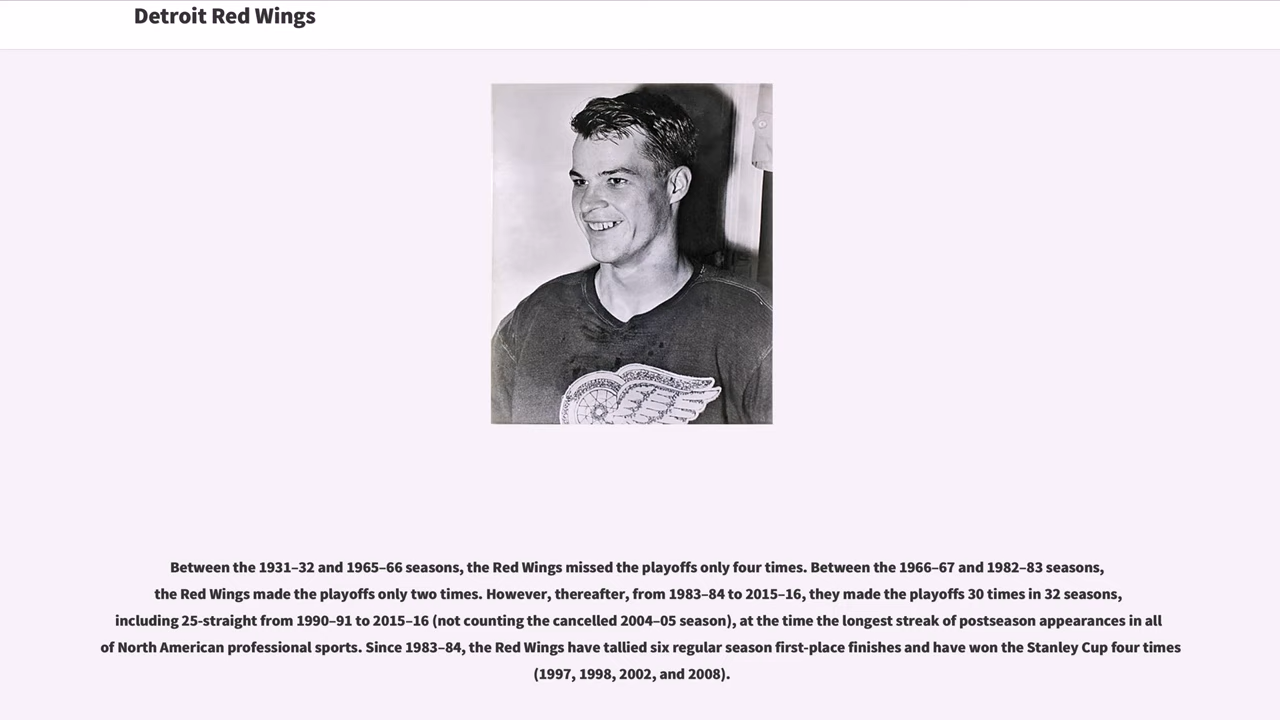 Detroit Red Wings
Between the 1931–32 and 1965–66 seasons, the Red Wings missed the playoffs only four times. Between the 1966–67 and 1982–83 seasons,
the Red Wings made the playoffs only two times. However, thereafter, from 1983–84 to 2015–16, they made the playoffs 30 times in 32 seasons,
including 25-straight from 1990–91 to 2015–16 (not counting the cancelled 2004–05 season), at the time the longest streak of postseason appearances in all
of North American professional sports. Since 1983–84, the Red Wings have tallied six regular season first-place finishes and have won the Stanley Cup four times
(1997, 1998, 2002, and 2008).